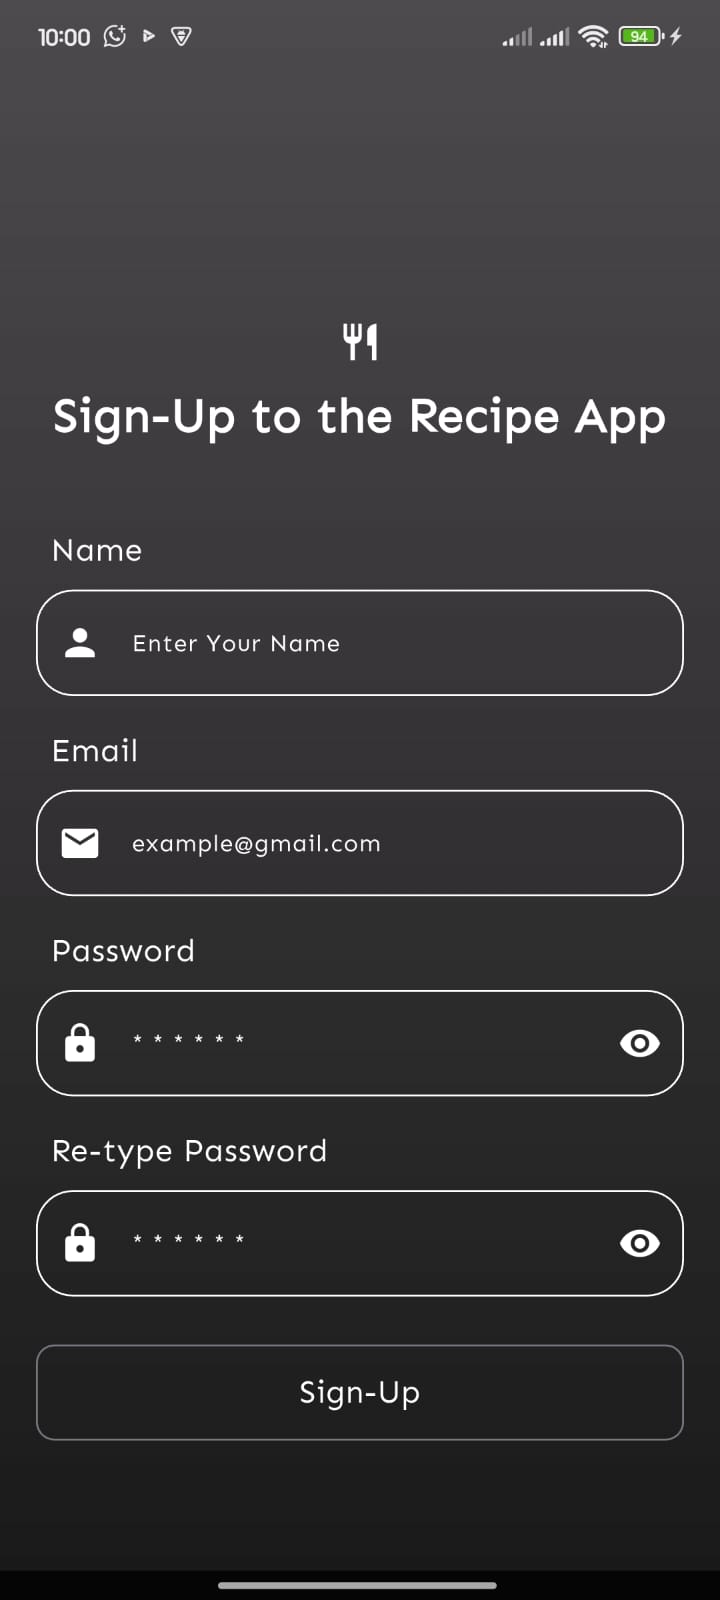 10:00
94
Sign-Up to the Recipe App
Name
Enter Your Name
Email
example@gmail.com
Password
* * * * * *
Re-type Password
* * * * * *
Sign-Up